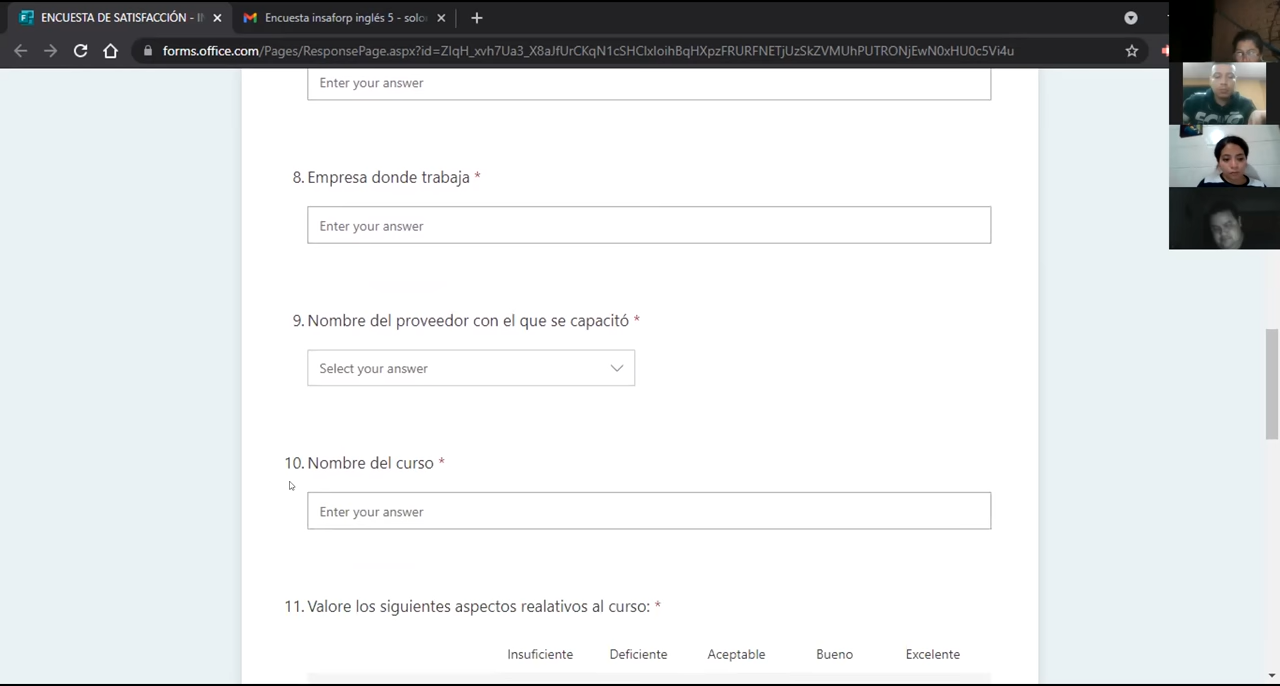 ENCUESTA DE SATISFACCIÓN - IN
Encuesta insaforp inglés 5 - solo
forms.office.com/Pages/ResponsePage.aspx?id=ZIqH_xvh7Ua3_X8aJfUrCKqN1cSHClxIoihBqHXpzFRURFNETjUzSkZVMUhPUTRONjEwN0xHU0c5Vi4u
Enter your answer
8. Empresa donde trabaja *
Enter your answer
9. Nombre del proveedor con el que se capacitó *
Select your answer
10. Nombre del curso *
Enter your answer
11. Valore los siguientes aspectos realativos al curso: *
Insuficiente Deficiente Aceptable Bueno Excelente